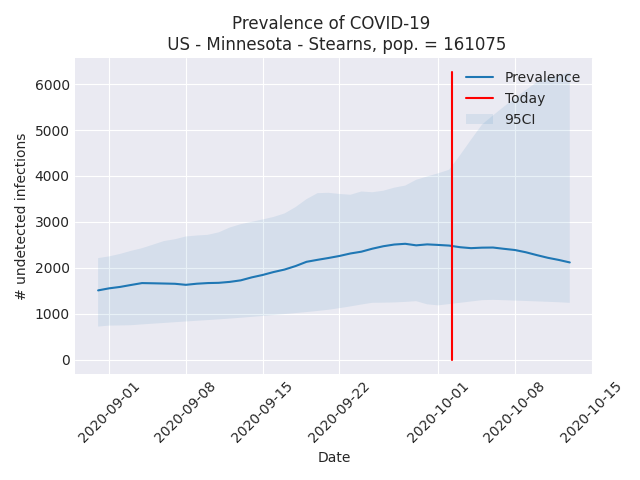 Prevalence of COVID-19
US - Minnesota - Stearns, pop. = 161075
Prevalence
Today
95CI
6000
5000
4000
3000
2000
1000
0
# undetected infections
2020-09-01
2020-09-08
2020-09-15
2020-09-22
2020-10-01
2020-10-08
2020-10-15
Date